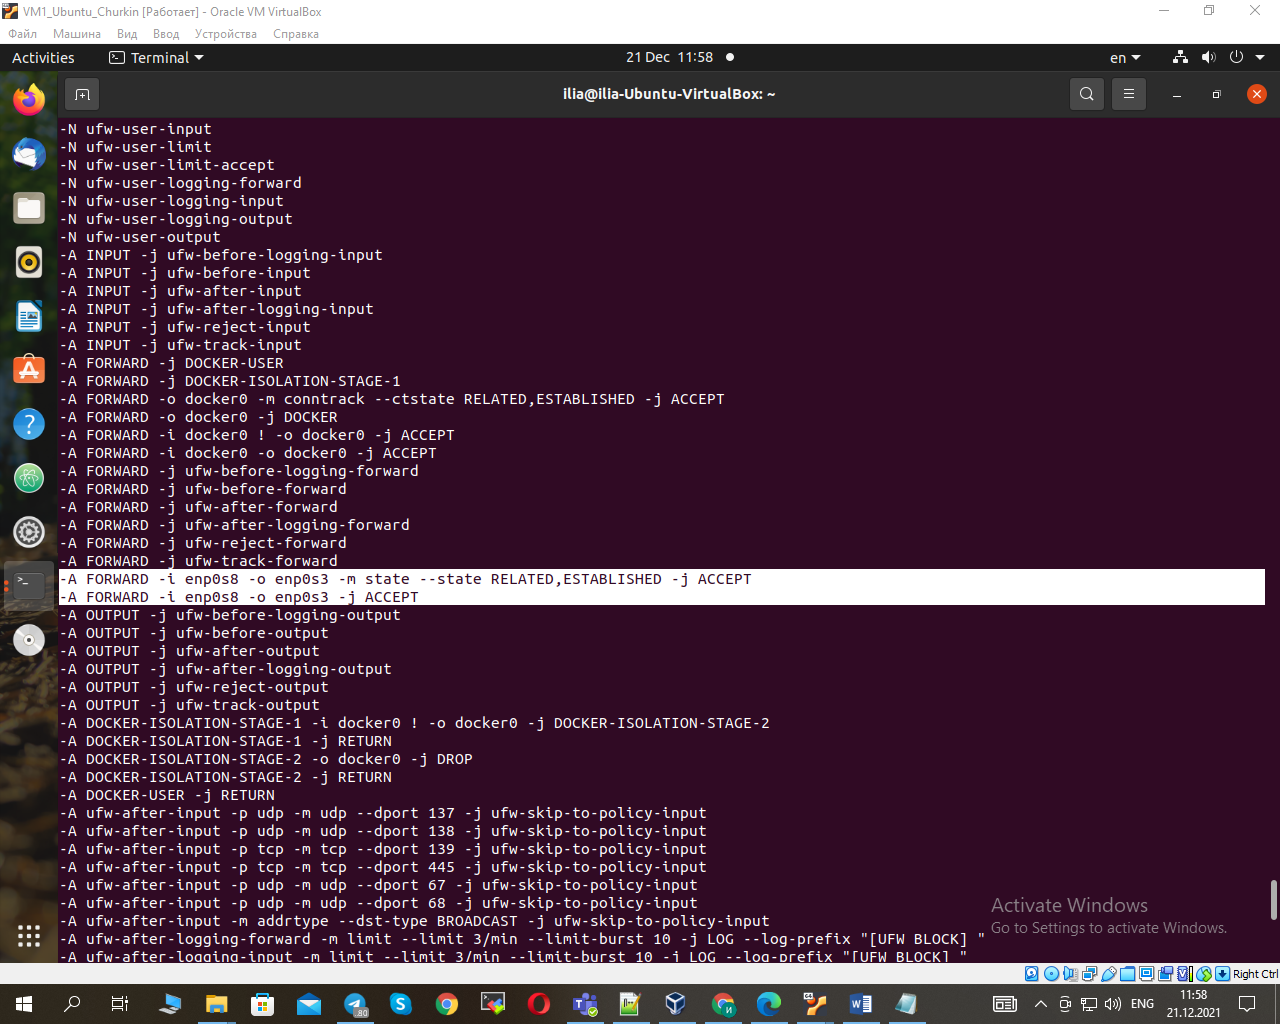 VM1_Ubuntu_Churkin [Работает] - Oracle VM VirtualBox
Файл Машина Вид Ввод Устройства Справка
Activities Terminal 21 Dec 11:58 en
ilia@ilia-Ubuntu-VirtualBox: ~
-N ufw-user-input
-N ufw-user-limit
-N ufw-user-limit-accept
-N ufw-user-logging-forward
-N ufw-user-logging-input
-N ufw-user-logging-output
-N ufw-user-output
-A INPUT -j ufw-before-logging-input
-A INPUT -j ufw-before-input
-A INPUT -j ufw-after-input
-A INPUT -j ufw-after-logging-input
-A INPUT -j ufw-reject-input
-A INPUT -j ufw-track-input
-A FORWARD -j DOCKER-USER
-A FORWARD -j DOCKER-ISOLATION-STAGE-1
-A FORWARD -o docker0 -m conntrack --ctstate RELATED,ESTABLISHED -j ACCEPT
-A FORWARD -o docker0 -j DOCKER
-A FORWARD -i docker0 ! -o docker0 -j ACCEPT
-A FORWARD -i docker0 -o docker0 -j ACCEPT
-A FORWARD -j ufw-before-logging-forward
-A FORWARD -j ufw-before-forward
-A FORWARD -j ufw-after-forward
-A FORWARD -j ufw-after-logging-forward
-A FORWARD -j ufw-reject-forward
-A FORWARD -j ufw-track-forward
-A FORWARD -i enp0s8 -o enp0s3 -m state --state RELATED,ESTABLISHED -j ACCEPT
-A FORWARD -i enp0s8 -o enp0s3 -j ACCEPT
-A OUTPUT -j ufw-before-logging-output
-A OUTPUT -j ufw-before-output
-A OUTPUT -j ufw-after-output
-A OUTPUT -j ufw-after-logging-output
-A OUTPUT -j ufw-reject-output
-A OUTPUT -j ufw-track-output
-A DOCKER-ISOLATION-STAGE-1 -i docker0 ! -o docker0 -j DOCKER-ISOLATION-STAGE-2
-A DOCKER-ISOLATION-STAGE-1 -j RETURN
-A DOCKER-ISOLATION-STAGE-2 -o docker0 -j DROP
-A DOCKER-ISOLATION-STAGE-2 -j RETURN
-A DOCKER-USER -j RETURN
-A ufw-after-input -p udp -m udp --dport 137 -j ufw-skip-to-policy-input
-A ufw-after-input -p udp -m udp --dport 138 -j ufw-skip-to-policy-input
-A ufw-after-input -p tcp -m tcp --dport 139 -j ufw-skip-to-policy-input
-A ufw-after-input -p tcp -m tcp --dport 445 -j ufw-skip-to-policy-input
-A ufw-after-input -p udp -m udp --dport 67 -j ufw-skip-to-policy-input
-A ufw-after-input -p udp -m udp --dport 68 -j ufw-skip-to-policy-input
-A ufw-after-input -m addrtype --dst-type BROADCAST -j ufw-skip-to-policy-input
-A ufw-after-logging-forward -m limit --limit 3/min --limit-burst 10 -j LOG --log-prefix "[UFW BLOCK] "
-A ufw-after-logging-input -m limit --limit 3/min --limit-burst 10 -j LOG --log-prefix "[UFW BLOCK] "
Activate Windows
Go to Settings to activate Windows.
Right Ctrl
.80
ENG
11:58
21.12.2021